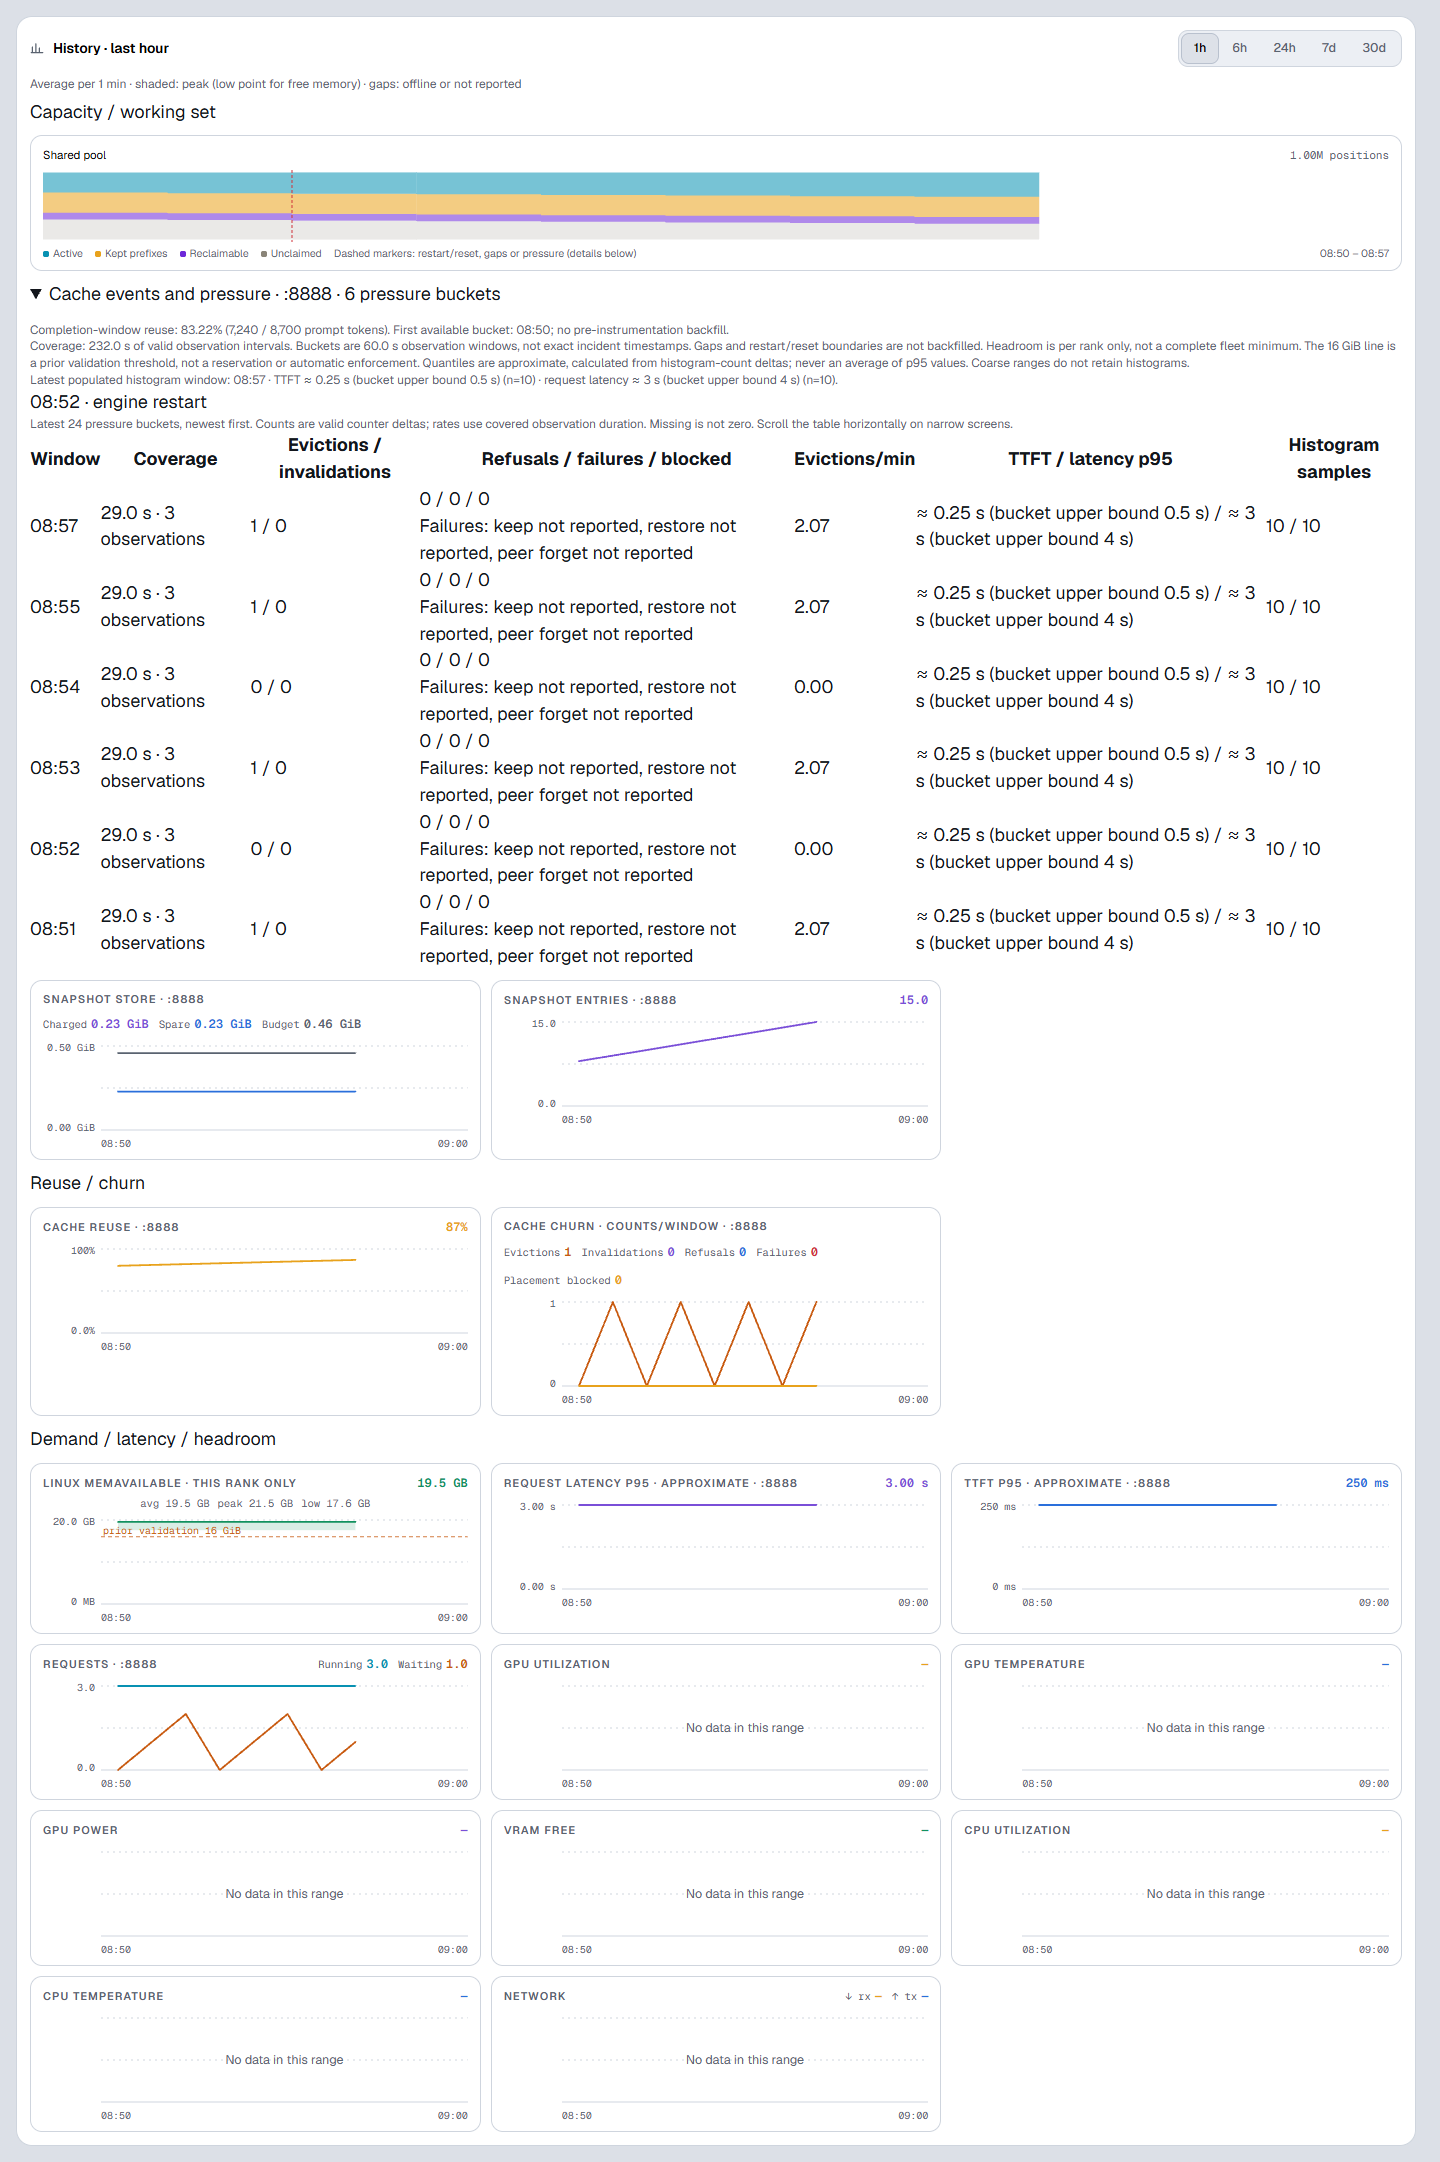 History · last hour
1h 6h 24h 7d 30d
Average per 1 min · shaded: peak (low point for free memory) · gaps: offline or not reported
Capacity / working set
Shared pool
1.00M positions
Active Kept prefixes Reclaimable Unclaimed Dashed markers: restart/reset, gaps or pressure (details below)
08:50 – 08:57
▼ Cache events and pressure · :8888 · 6 pressure buckets
Completion-window reuse: 83.22% (7,240 / 8,700 prompt tokens). First available bucket: 08:50; no pre-instrumentation backfill.
Coverage: 232.0 s of valid observation intervals. Buckets are 60.0 s observation windows, not exact incident timestamps. Gaps and restart/reset boundaries are not backfilled. Headroom is per rank only, not a complete fleet minimum. The 16 GiB line is
a prior validation threshold, not a reservation or automatic enforcement. Quantiles are approximate, calculated from histogram-count deltas; never an average of p95 values. Coarse ranges do not retain histograms.
Latest populated histogram window: 08:57 · TTFT ≈ 0.25 s (bucket upper bound 0.5 s) (n=10) · request latency ≈ 3 s (bucket upper bound 4 s) (n=10).
08:52 · engine restart
Latest 24 pressure buckets, newest first. Counts are valid counter deltas; rates use covered observation duration. Missing is not zero. Scroll the table horizontally on narrow screens.
Window
Coverage
Evictions /
invalidations
Refusals / failures / blocked
Evictions/min
TTFT / latency p95
Histogram
samples
08:57
29.0 s · 3
observations
1 / 0
0 / 0 / 0
Failures: keep not reported, restore not
reported, peer forget not reported
2.07
≈ 0.25 s (bucket upper bound 0.5 s) / ≈ 3
s (bucket upper bound 4 s)
10 / 10
08:55
29.0 s · 3
observations
1 / 0
0 / 0 / 0
Failures: keep not reported, restore not
reported, peer forget not reported
2.07
≈ 0.25 s (bucket upper bound 0.5 s) / ≈ 3
s (bucket upper bound 4 s)
10 / 10
08:54
29.0 s · 3
observations
0 / 0
0 / 0 / 0
Failures: keep not reported, restore not
reported, peer forget not reported
0.00
≈ 0.25 s (bucket upper bound 0.5 s) / ≈ 3
s (bucket upper bound 4 s)
10 / 10
08:53
29.0 s · 3
observations
1 / 0
0 / 0 / 0
Failures: keep not reported, restore not
reported, peer forget not reported
2.07
≈ 0.25 s (bucket upper bound 0.5 s) / ≈ 3
s (bucket upper bound 4 s)
10 / 10
08:52
29.0 s · 3
observations
0 / 0
0 / 0 / 0
Failures: keep not reported, restore not
reported, peer forget not reported
0.00
≈ 0.25 s (bucket upper bound 0.5 s) / ≈ 3
s (bucket upper bound 4 s)
10 / 10
08:51
29.0 s · 3
observations
1 / 0
0 / 0 / 0
Failures: keep not reported, restore not
reported, peer forget not reported
2.07
≈ 0.25 s (bucket upper bound 0.5 s) / ≈ 3
s (bucket upper bound 4 s)
10 / 10
SNAPSHOT STORE · :8888
Charged 0.23 GiB Spare 0.23 GiB Budget 0.46 GiB
0.50 GiB
0.00 GiB
08:50 09:00
SNAPSHOT ENTRIES · :8888 15.0
15.0
0.0
08:50 09:00
Reuse / churn
CACHE REUSE · :8888 87%
100%
0.0%
08:50 09:00
CACHE CHURN · COUNTS/WINDOW · :8888
Evictions 1 Invalidations 0 Refusals 0 Failures 0
Placement blocked 0
1
0
08:50 09:00
Demand / latency / headroom
LINUX MEMAVAILABLE · THIS RANK ONLY 19.5 GB
avg 19.5 GB peak 21.5 GB low 17.6 GB
20.0 GB
prior validation 16 GiB
0 MB
08:50 09:00
REQUEST LATENCY P95 · APPROXIMATE · :8888 3.00 s
3.00 s
0.00 s
08:50 09:00
TTFT P95 · APPROXIMATE · :8888 250 ms
250 ms
0 ms
08:50 09:00
REQUESTS · :8888 Running 3.0 Waiting 1.0
3.0
0.0
08:50 09:00
GPU UTILIZATION –
No data in this range
08:50 09:00
GPU TEMPERATURE –
No data in this range
08:50 09:00
GPU POWER –
No data in this range
08:50 09:00
VRAM FREE –
No data in this range
08:50 09:00
CPU UTILIZATION –
No data in this range
08:50 09:00
CPU TEMPERATURE –
No data in this range
08:50 09:00
NETWORK ↓ rx – ↑ tx –
No data in this range
08:50 09:00